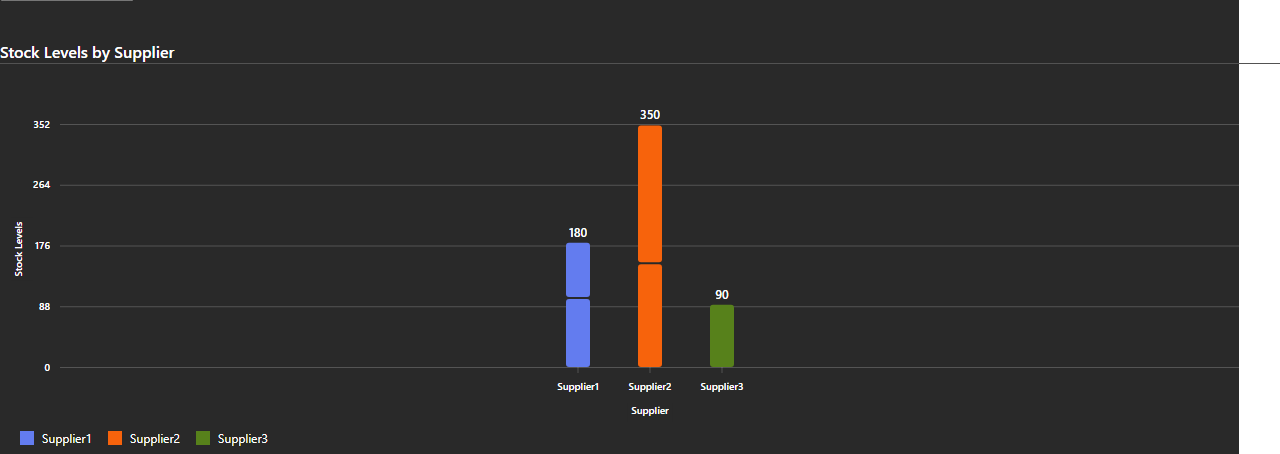 Stock Levels by Supplier
350
352
264
180
176
90
88
0
Stock Levels
Supplier1 Supplier2 Supplier3
Supplier
Supplier1 Supplier2 Supplier3